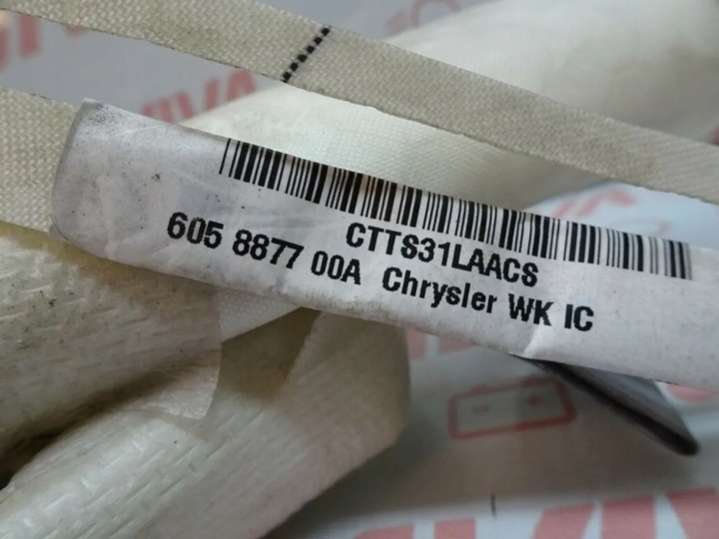 CTTS31LAACS
605 8877 00A Chrysler WK IC